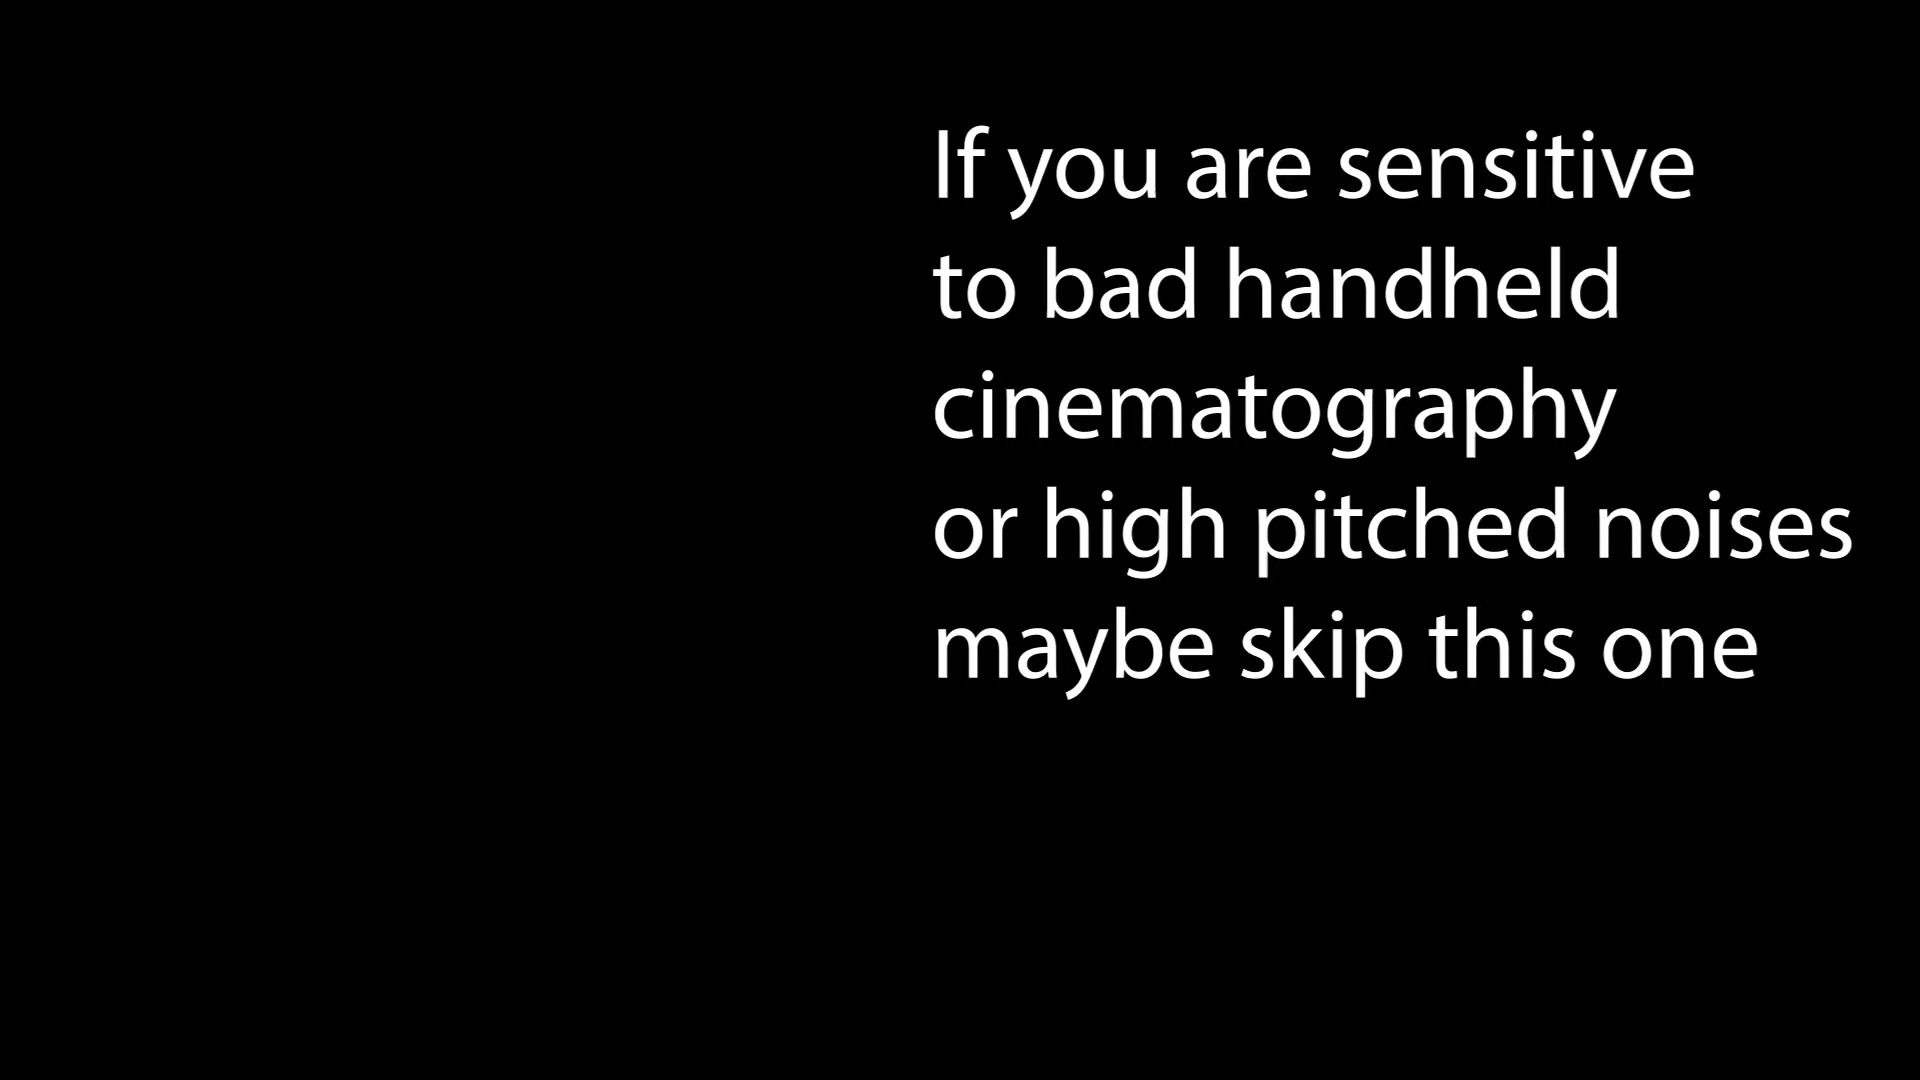 If you are sensitive
to bad handheld
cinematography
or high pitched noises
maybe skip this one